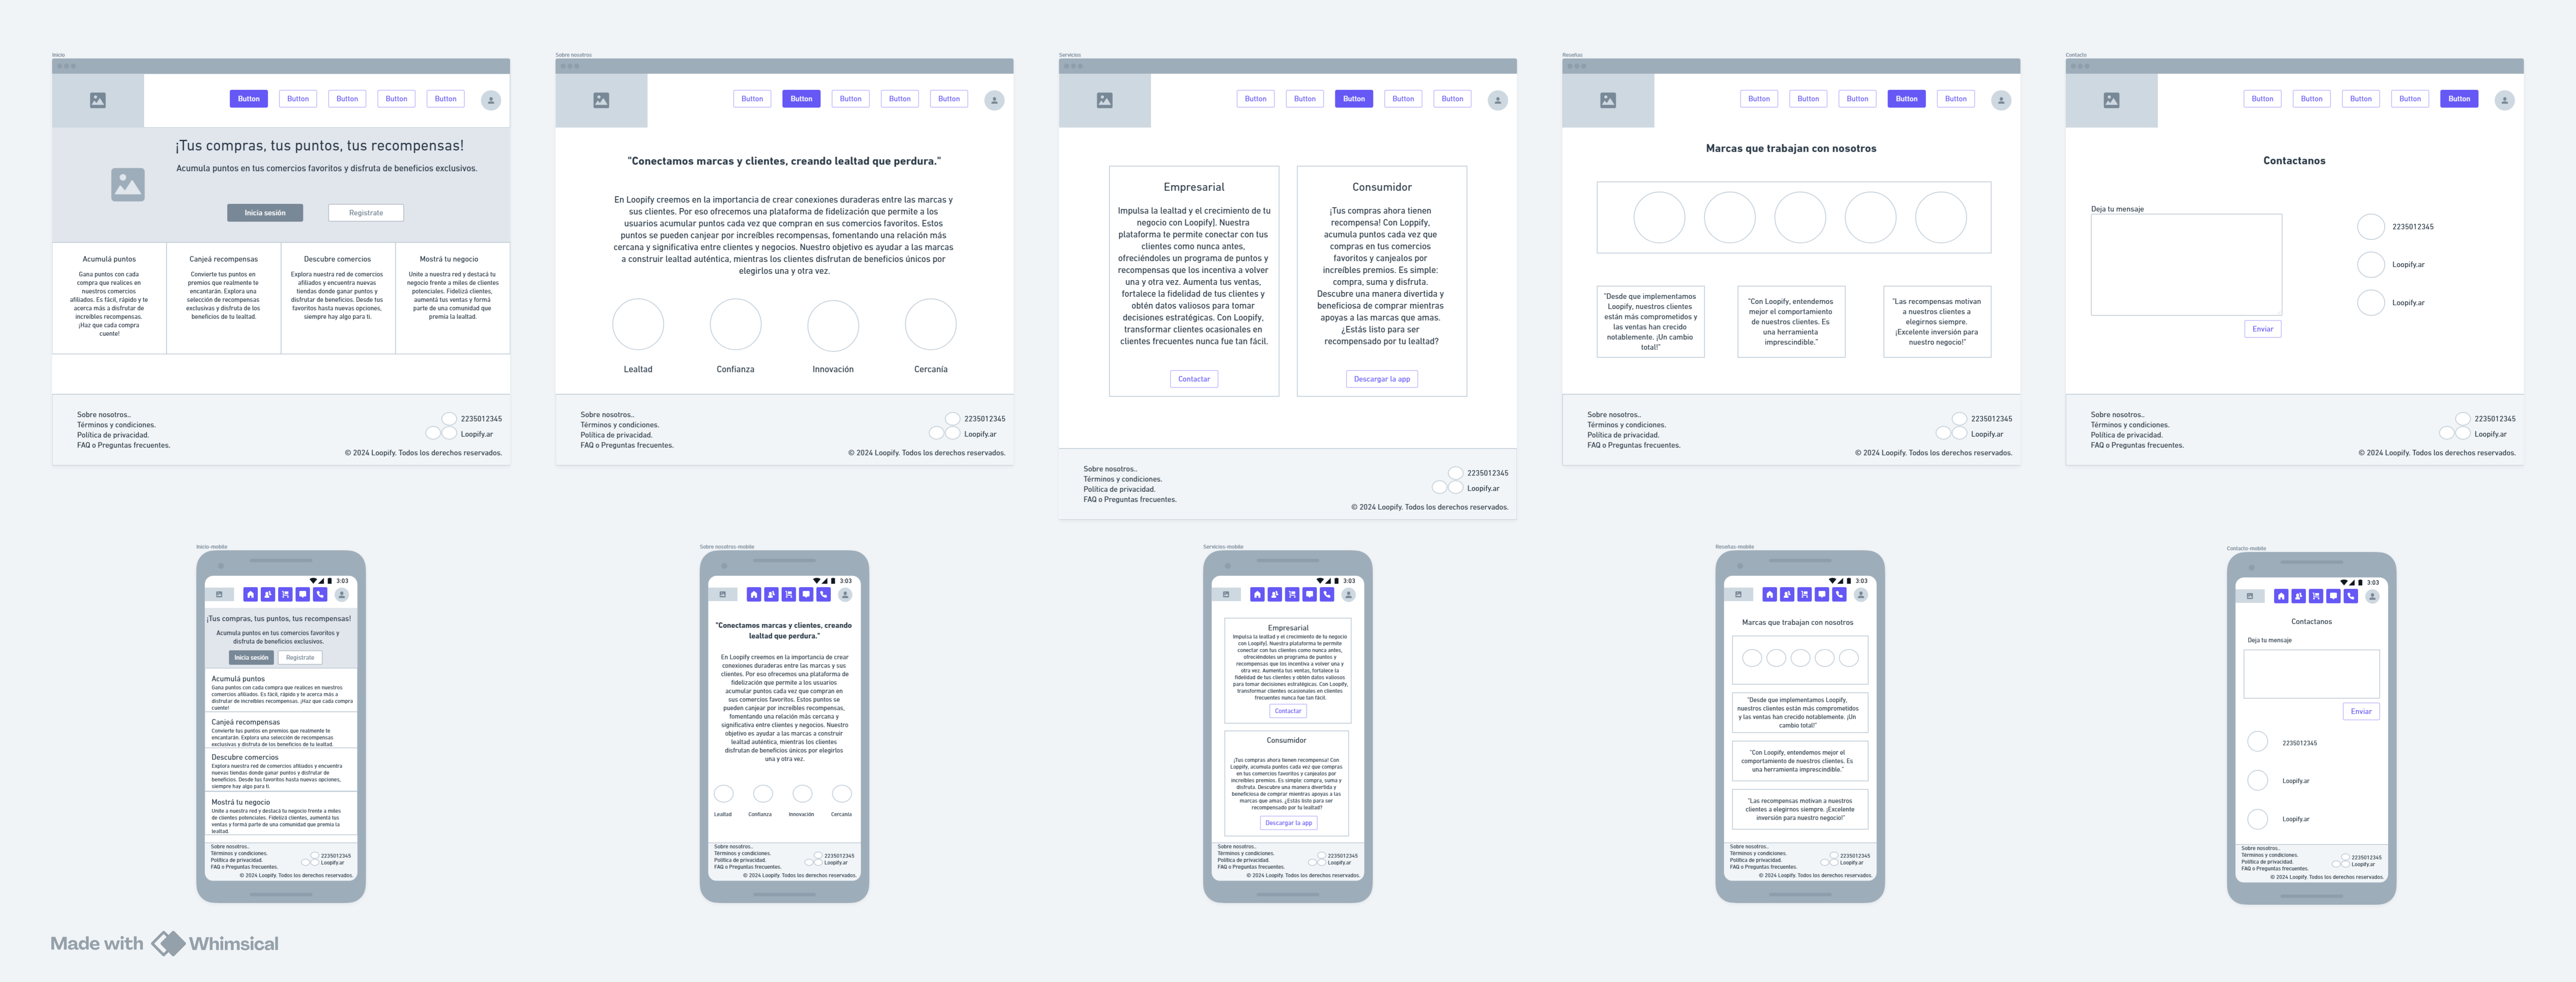 Inicio
Button
Button
Button
Button
Button
¡Tus compras, tus puntos, tus recompensas!
Acumula puntos en tus comercios favoritos y disfruta de beneficios exclusivos.
Inicia sesión
Registrate
Acumulá puntos
Gana puntos con cada
compra que realices en
nuestros comercios
afiliados. Es fácil, rápido y te
acerca más a disfrutar de
increíbles recompensas.
¡Haz que cada compra
cuente!
Canjeá recompensas
Convierte tus puntos en
premios que realmente te
encantarán. Explora una
selección de recompensas
exclusivas y disfruta de los
beneficios de tu lealtad.
Descubre comercios
Explora nuestra red de comercios
afiliados y encuentra nuevas
tiendas donde ganar puntos y
disfrutar de beneficios. Desde tus
favoritos hasta nuevas opciones,
siempre hay algo para ti.
Mostrá tu negocio
Unite a nuestra red y destacá tu
negocio frente a miles de clientes
potenciales. Fidelizá clientes,
aumentá tus ventas y formá
parte de una comunidad que
premia la lealtad.
Sobre nosotros..
Términos y condiciones.
Política de privacidad.
FAQ o Preguntas frecuentes.
2235012345
Loopify.ar
© 2024 Loopify. Todos los derechos reservados.
Sobre nosotros
Button
Button
Button
Button
Button
"Conectamos marcas y clientes, creando lealtad que perdura."
En Loopify creemos en la importancia de crear conexiones duraderas entre las marcas y
sus clientes. Por eso ofrecemos una plataforma de fidelización que permite a los
usuarios acumular puntos cada vez que compran en sus comercios favoritos. Estos
puntos se pueden canjear por increíbles recompensas, fomentando una relación más
cercana y significativa entre clientes y negocios. Nuestro objetivo es ayudar a las marcas
a construir lealtad auténtica, mientras los clientes disfrutan de beneficios únicos por
elegirlos una y otra vez.
Lealtad
Confianza
Innovación
Cercanía
Sobre nosotros..
Términos y condiciones.
Política de privacidad.
FAQ o Preguntas frecuentes.
2235012345
Loopify.ar
© 2024 Loopify. Todos los derechos reservados.
Servicios
Button
Button
Button
Button
Button
Empresarial
Impulsa la lealtad y el crecimiento de tu
negocio con Loopify]. Nuestra
plataforma te permite conectar con tus
clientes como nunca antes,
ofreciéndoles un programa de puntos y
recompensas que los incentiva a volver
una y otra vez. Aumenta tus ventas,
fortalece la fidelidad de tus clientes y
obtén datos valiosos para tomar
decisiones estratégicas. Con Loopify,
transformar clientes ocasionales en
clientes frecuentes nunca fue tan fácil.
Contactar
Consumidor
¡Tus compras ahora tienen
recompensa! Con Loppify,
acumula puntos cada vez que
compras en tus comercios
favoritos y canjealos por
increíbles premios. Es simple:
compra, suma y disfruta.
Descubre una manera divertida y
beneficiosa de comprar mientras
apoyas a las marcas que amas.
¿Estás listo para ser
recompensado por tu lealtad?
Descargar la app
Sobre nosotros..
Términos y condiciones.
Política de privacidad.
FAQ o Preguntas frecuentes.
2235012345
Loopify.ar
© 2024 Loopify. Todos los derechos reservados.
Reseñas
Button
Button
Button
Button
Button
Marcas que trabajan con nosotros
"Desde que implementamos
Loopify, nuestros clientes
están más comprometidos y
las ventas han crecido
notablemente. ¡Un cambio
total!"
"Con Loopify, entendemos
mejor el comportamiento
de nuestros clientes. Es
una herramienta
imprescindible."
"Las recompensas motivan
a nuestros clientes a
elegirnos siempre.
¡Excelente inversión para
nuestro negocio!"
Sobre nosotros..
Términos y condiciones.
Política de privacidad.
FAQ o Preguntas frecuentes.
2235012345
Loopify.ar
© 2024 Loopify. Todos los derechos reservados.
Contacto
Button
Button
Button
Button
Button
Contactanos
Deja tu mensaje
Enviar
2235012345
Loopify.ar
Loopify.ar
Sobre nosotros..
Términos y condiciones.
Política de privacidad.
FAQ o Preguntas frecuentes.
2235012345
Loopify.ar
© 2024 Loopify. Todos los derechos reservados.
Inicio-mobile
3:03
¡Tus compras, tus puntos, tus recompensas!
Acumula puntos en tus comercios favoritos y
disfruta de beneficios exclusivos.
Inicia sesión
Registrate
Acumulá puntos
Gana puntos con cada compra que realices en nuestros
comercios afiliados. Es fácil, rápido y te acerca más a
disfrutar de increíbles recompensas. ¡Haz que cada compra
cuente!
Canjeá recompensas
Convierte tus puntos en premios que realmente te
encantarán. Explora una selección de recompensas
exclusivas y disfruta de los beneficios de tu lealtad.
Descubre comercios
Explora nuestra red de comercios afiliados y encuentra
nuevas tiendas donde ganar puntos y disfrutar de
beneficios. Desde tus favoritos hasta nuevas opciones,
siempre hay algo para ti.
Mostrá tu negocio
Unite a nuestra red y destacá tu negocio frente a miles
de clientes potenciales. Fidelizá clientes, aumentá tus
ventas y formá parte de una comunidad que premia la
lealtad.
Sobre nosotros..
Términos y condiciones.
Política de privacidad.
FAQ o Preguntas frecuentes.
2235012345
Loopify.ar
© 2024 Loopify. Todos los derechos reservados.
Sobre nosotros-mobile
3:03
"Conectamos marcas y clientes, creando
lealtad que perdura."
En Loopify creemos en la importancia de crear
conexiones duraderas entre las marcas y sus
clientes. Por eso ofrecemos una plataforma de
fidelización que permite a los usuarios
acumular puntos cada vez que compran en
sus comercios favoritos. Estos puntos se
pueden canjear por increíbles recompensas,
fomentando una relación más cercana y
significativa entre clientes y negocios. Nuestro
objetivo es ayudar a las marcas a construir
lealtad auténtica, mientras los clientes
disfrutan de beneficios únicos por elegirlos
una y otra vez.
Lealtad
Confianza
Innovación
Cercanía
Sobre nosotros..
Términos y condiciones.
Política de privacidad.
FAQ o Preguntas frecuentes.
2235012345
Loopify.ar
© 2024 Loopify. Todos los derechos reservados.
Servicios-mobile
3:03
Empresarial
Impulsa la lealtad y el crecimiento de tu negocio
con Loopify]. Nuestra plataforma te permite
conectar con tus clientes como nunca antes,
ofreciéndoles un programa de puntos y
recompensas que los incentiva a volver una y
otra vez. Aumenta tus ventas, fortalece la
fidelidad de tus clientes y obtén datos valiosos
para tomar decisiones estratégicas. Con Loopify,
transformar clientes ocasionales en clientes
frecuentes nunca fue tan fácil.
Contactar
Consumidor
¡Tus compras ahora tienen recompensa! Con
Loppify, acumula puntos cada vez que compras
en tus comercios favoritos y canjealos por
increíbles premios. Es simple: compra, suma y
disfruta. Descubre una manera divertida y
beneficiosa de comprar mientras apoyas a las
marcas que amas. ¿Estás listo para ser
recompensado por tu lealtad?
Descargar la app
Sobre nosotros..
Términos y condiciones.
Política de privacidad.
FAQ o Preguntas frecuentes.
2235012345
Loopify.ar
© 2024 Loopify. Todos los derechos reservados.
Reseñas-mobile
3:03
Marcas que trabajan con nosotros
"Desde que implementamos Loopify,
nuestros clientes están más comprometidos
y las ventas han crecido notablemente. ¡Un
cambio total!"
"Con Loopify, entendemos mejor el
comportamiento de nuestros clientes. Es
una herramienta imprescindible."
"Las recompensas motivan a nuestros
clientes a elegirnos siempre. ¡Excelente
inversión para nuestro negocio!"
Sobre nosotros..
Términos y condiciones.
Política de privacidad.
FAQ o Preguntas frecuentes.
2235012345
Loopify.ar
© 2024 Loopify. Todos los derechos reservados.
Contacto-mobile
3:03
Contactanos
Deja tu mensaje
Enviar
2235012345
Loopify.ar
Loopify.ar
Sobre nosotros..
Términos y condiciones.
Política de privacidad.
FAQ o Preguntas frecuentes.
2235012345
Loopify.ar
© 2024 Loopify. Todos los derechos reservados.
Made with Whimsical